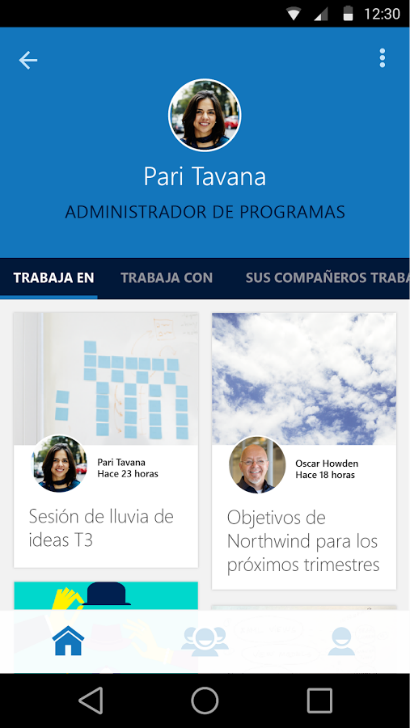 12:30
Pari Tavana
ADMINISTRADOR DE PROGRAMAS
TRABAJA EN
TRABAJA CON
SUS COMPAÑEROS TRABA
Pari Tavana
Hace 23 horas
Sesión de lluvia de
ideas T3
Oscar Howden
Hace 18 horas
Objetivos de
Northwind para los
próximos trimestres